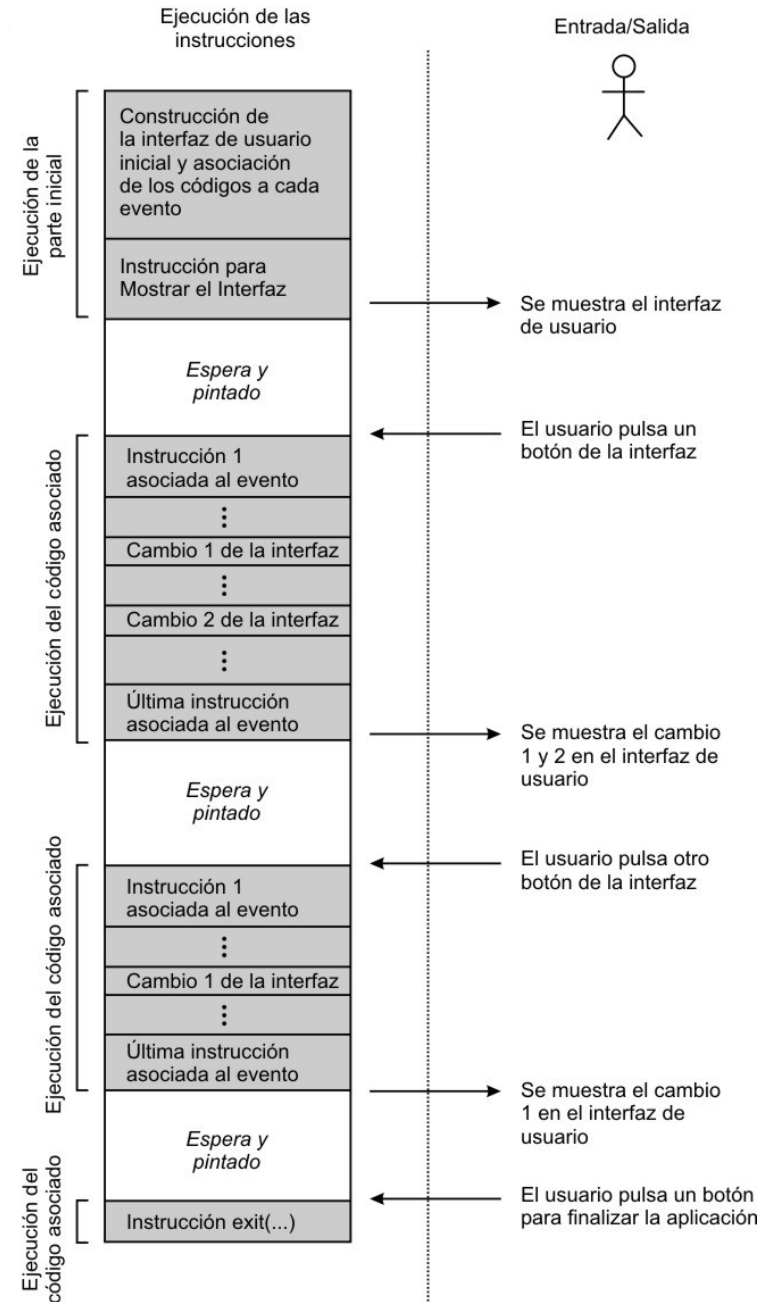 Ejecución de las
instrucciones
Entrada/Salida
Ejecución de la
parte inicial
Construcción de
la interfaz de usuario
inicial y asociación
de los códigos a cada
evento
Instrucción para
Mostrar el Interfaz
Se muestra el interfaz
de usuario
Espera y
pintado
El usuario pulsa un
botón de la interfaz
Ejecución del código asociado
Instrucción 1
asociada al evento
⋮
Cambio 1 de la interfaz
⋮
Cambio 2 de la interfaz
⋮
Última instrucción
asociada al evento
Se muestra el cambio
1 y 2 en el interfaz de
usuario
Espera y
pintado
El usuario pulsa otro
botón de la interfaz
Ejecución del código asociado
Instrucción 1
asociada al evento
⋮
Cambio 1 de la interfaz
⋮
Última instrucción
asociada al evento
Se muestra el cambio
1 en el interfaz de
usuario
Espera y
pintado
El usuario pulsa un botón
para finalizar la aplicación
Ejecución del
código asociado
Instrucción exit(...)